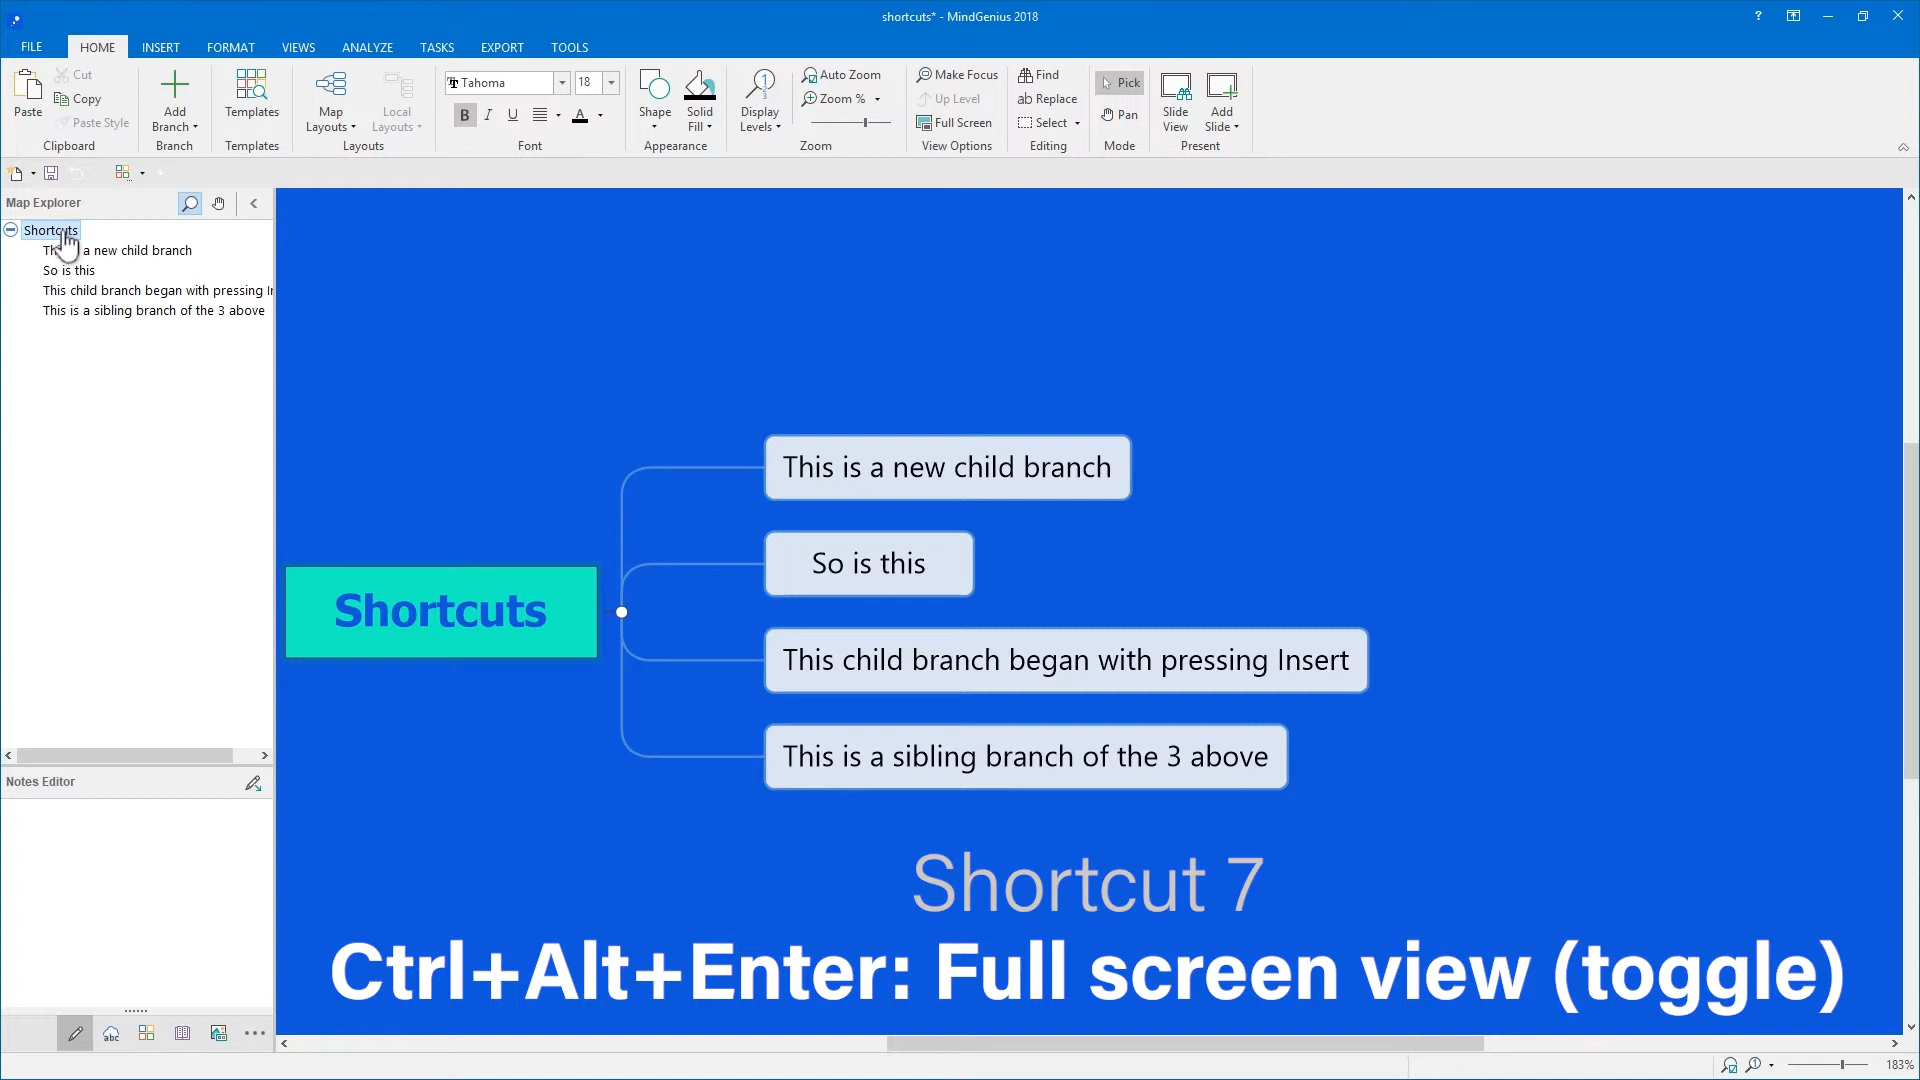 shortcuts* - MindGenius 2018
?
FILE HOME INSERT FORMAT VIEWS ANALYZE TASKS EXPORT TOOLS
Paste
Cut
Copy
Paste Style
Clipboard
Add Branch
Branch
Templates
Templates
Map Layouts
Local Layouts
Layouts
Tahoma 18
B I U A
Font
Shape
Solid Fill
Appearance
Display Levels
Auto Zoom
Zoom %
Zoom
Make Focus
Up Level
Full Screen
View Options
Find
ab Replace
Select
Editing
Pick
Pan
Mode
Slide View
Add Slide
Present
Map Explorer
Shortcuts
a new child branch
So is this
This child branch began with pressing
This is a sibling branch of the 3 above
Notes Editor
abc
This is a new child branch
So is this
Shortcuts
This child branch began with pressing Insert
This is a sibling branch of the 3 above
Shortcut 7
Ctrl+Alt+Enter: Full screen view (toggle)
183%